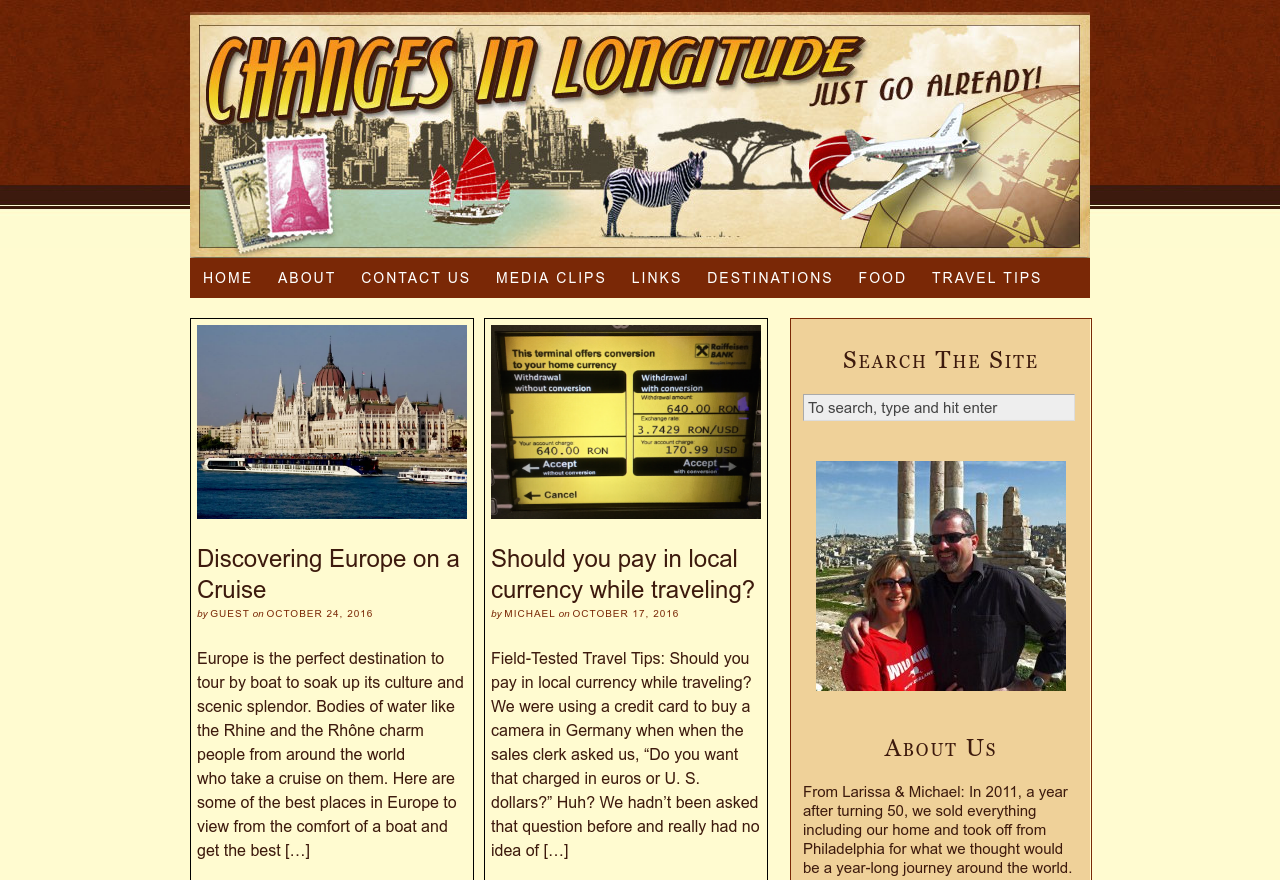 CHANGES IN LONGITUDE
JUST GO ALREADY!
HOME ABOUT CONTACT US MEDIA CLIPS LINKS DESTINATIONS FOOD TRAVEL TIPS
This terminal offers conversion
to your home currency
Raiffeisen
BANK
Withdrawal
without conversion
Withdrawal
with conversion
Withdrawal amount
640.00 RON
Exchange rate
3.7429 RON/USD
Your account charge
640.00 RON
Your account charge
170.99 USD
Accept
without conversion
Accept
with conversion
Cancel
Discovering Europe on a
Cruise
by GUEST on OCTOBER 24, 2016
Europe is the perfect destination to
tour by boat to soak up its culture and
scenic splendor. Bodies of water like
the Rhine and the Rhône charm
people from around the world
who take a cruise on them. Here are
some of the best places in Europe to
view from the comfort of a boat and
get the best […]
Should you pay in local
currency while traveling?
by MICHAEL on OCTOBER 17, 2016
Field-Tested Travel Tips: Should you
pay in local currency while traveling?
We were using a credit card to buy a
camera in Germany when when the
sales clerk asked us, “Do you want
that charged in euros or U. S.
dollars?” Huh? We hadn’t been asked
that question before and really had no
idea of […]
Search The Site
To search, type and hit enter
About Us
From Larissa & Michael: In 2011, a year
after turning 50, we sold everything
including our home and took off from
Philadelphia for what we thought would
be a year-long journey around the world.